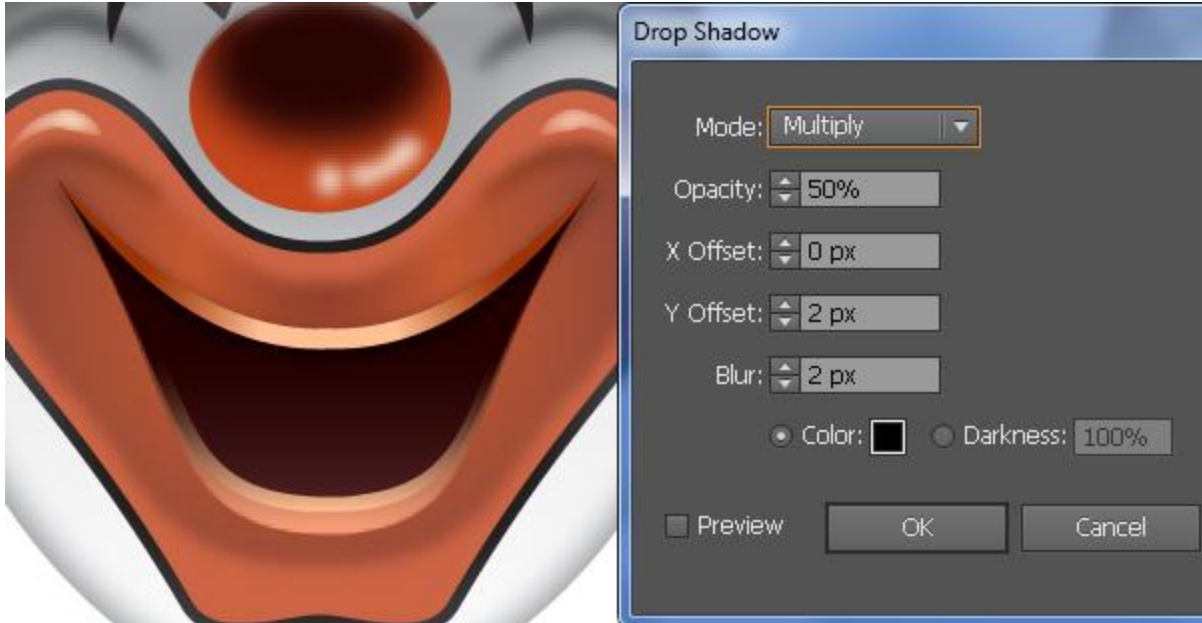 Drop Shadow
Mode: Multiply
Opacity: 50%
X Offset: 0 px
Y Offset: 2 px
Blur: 2 px
Color: Darkness: 100%
Preview OK Cancel